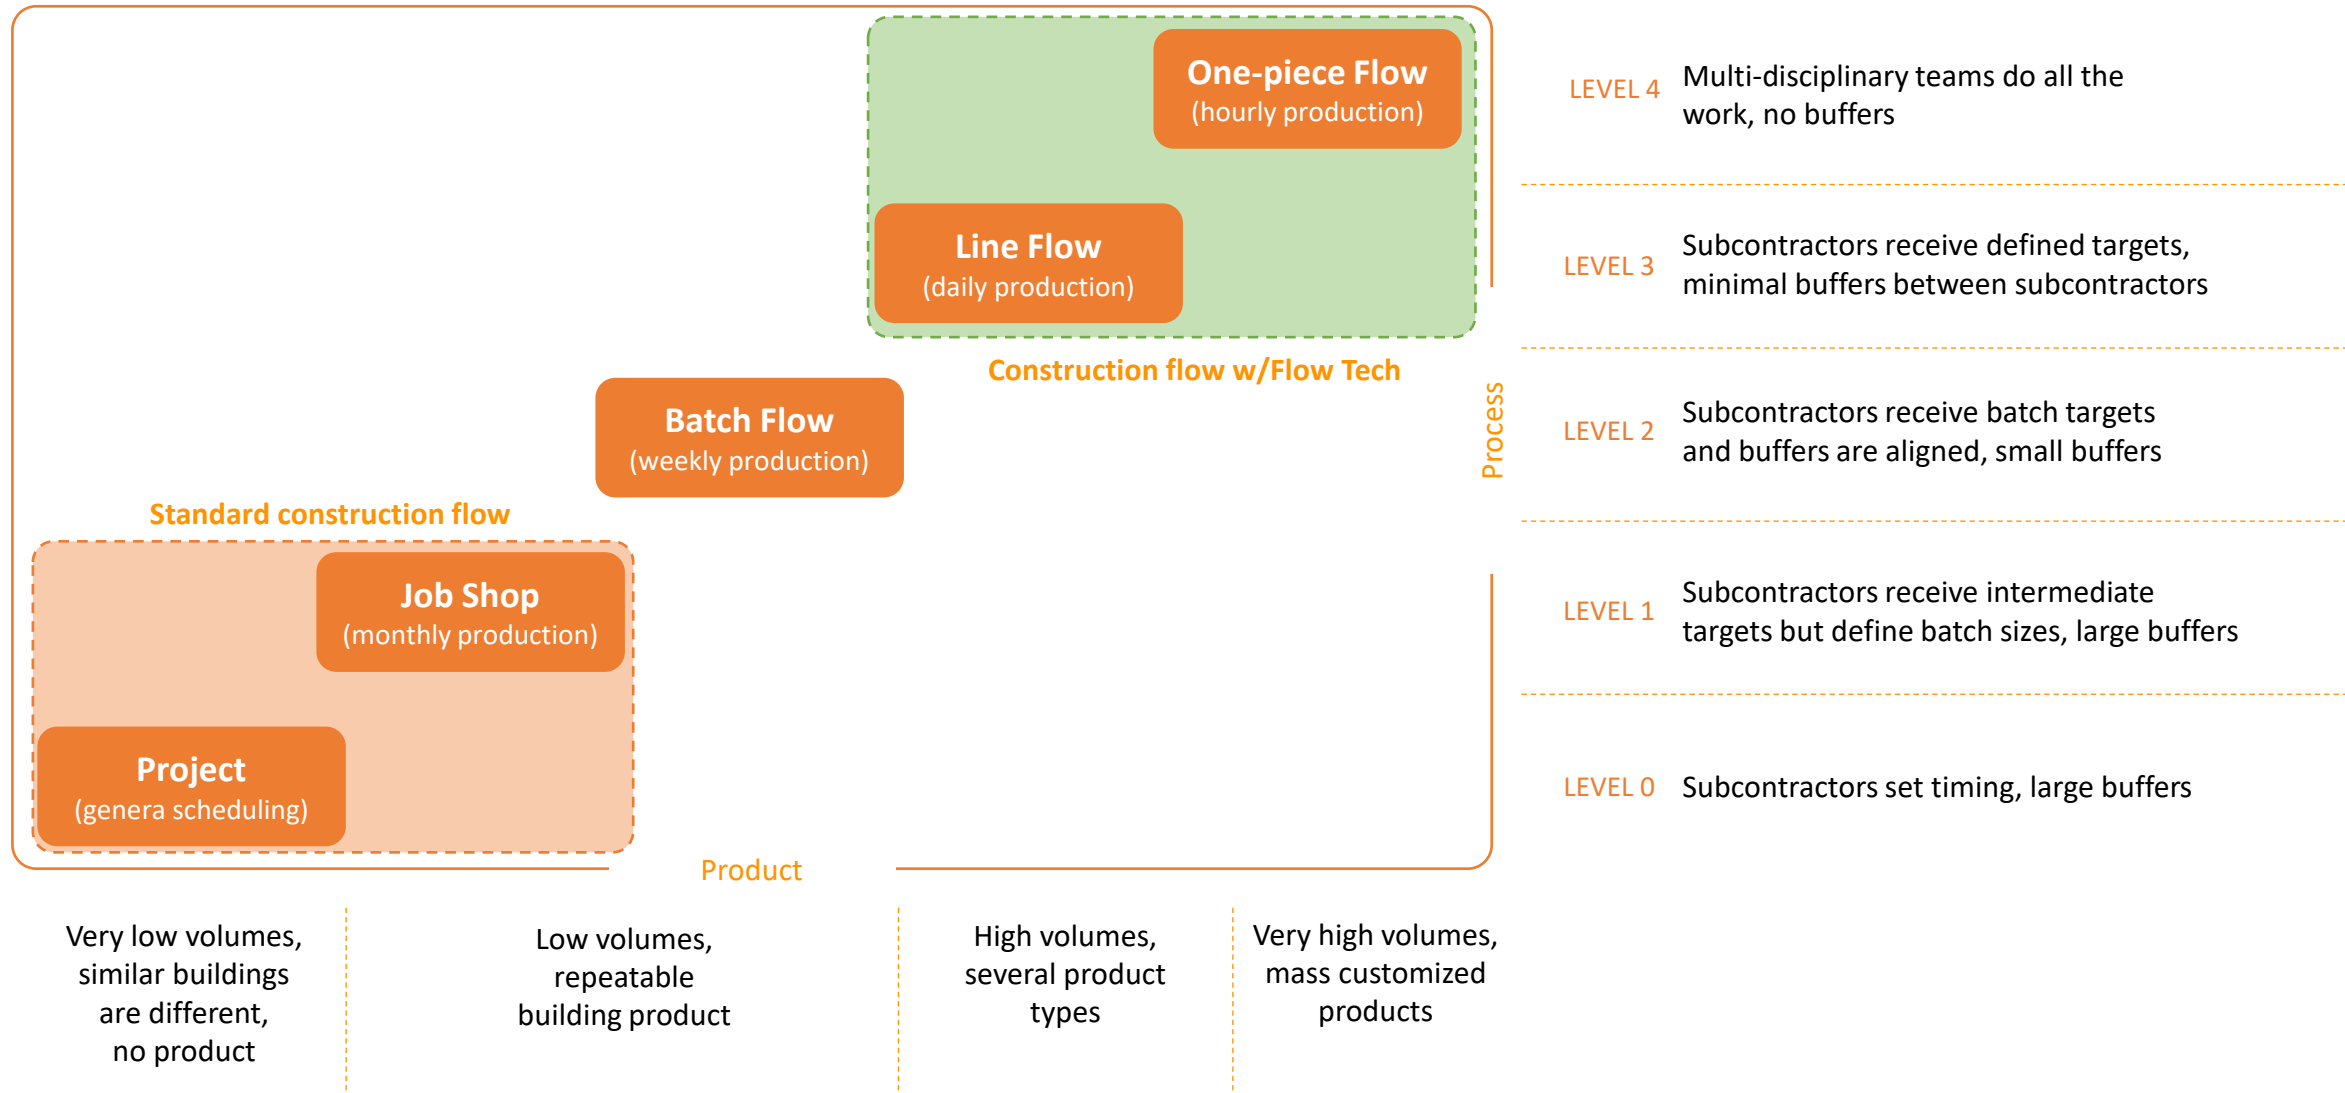 One-piece Flow
(hourly production)
LEVEL 4
Multi-disciplinary teams do all the
work, no buffers
Line Flow
(daily production)
LEVEL 3
Subcontractors receive defined targets,
minimal buffers between subcontractors
Construction flow w/Flow Tech
Batch Flow
(weekly production)
Process
LEVEL 2
Subcontractors receive batch targets
and buffers are aligned, small buffers
Standard construction flow
Job Shop
(monthly production)
LEVEL 1
Subcontractors receive intermediate
targets but define batch sizes, large buffers
Project
(genera scheduling)
LEVEL 0
Subcontractors set timing, large buffers
Product
Very low volumes,
similar buildings
are different,
no product
Low volumes,
repeatable
building product
High volumes,
several product
types
Very high volumes,
mass customized
products